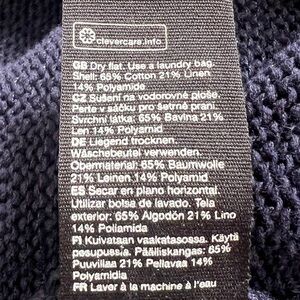 clevercare.info
GB Dry flat. Use a laundry bag.
Shell: 65% Cotton 21% Linen
14% Polyamid
CZ Sušení na vodorovné ploše.
Perte v sáčku pro šetrné praní.
Svrchní látka: 65% Bavlna 21%
Len 14% Polyamid
DE Liegend trocknen.
Wäschebeutel verwenden.
Obermaterial: 65% Baumwolle
21% Leinen 14% Polyamid
ES Secar en plano horizontal.
Utilizar bolsa de lavado. Tela
exterior: 65% Algodón 21% Lino
14% Poliamida
FI Kuivataan vaakatasossa. Käytä
pesupussia. Päällikangas: 65%
Puuvillaa 21% Pellavaa 14%
Polyamidia
FR Laver à la machine à